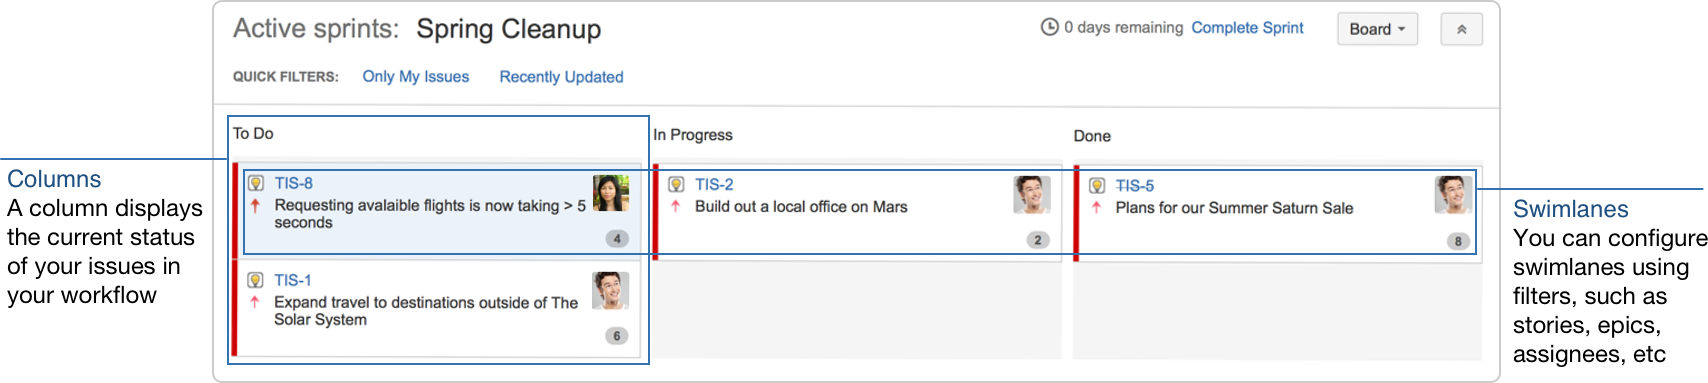 Active sprints: Spring Cleanup
0 days remaining Complete Sprint
Board
QUICK FILTERS: Only My Issues Recently Updated
Columns
A column displays
the current status
of your issues in
your workflow
To Do
TIS-8
Requesting avalaible flights is now taking > 5
seconds
4
TIS-1
Expand travel to destinations outside of The
Solar System
6
In Progress
TIS-2
Build out a local office on Mars
2
Done
TIS-5
Plans for our Summer Saturn Sale
8
Swimlanes
You can configure
swimlanes using
filters, such as
stories, epics,
assignees, etc